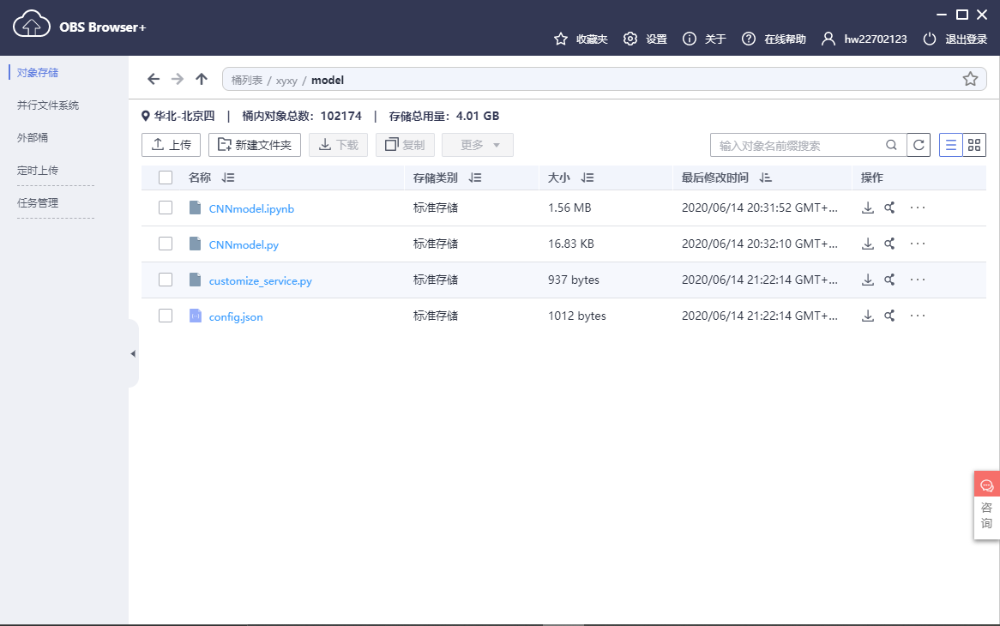 OBS Browser+
收藏夹 设置 关于 在线帮助 hw22702123 退出登录
对象存储
并行文件系统
外部桶
定时上传
任务管理
桶列表 / xyxy / model
华北-北京四 | 桶内对象总数：102174 | 存储总用量：4.01 GB
上传 新建文件夹 下载 复制 更多 输入对象名前缀搜索
名称 存储类别 大小 最后修改时间 操作
CNNmodel.ipynb 标准存储 1.56 MB 2020/06/14 20:31:52 GMT+... ...
CNNmodel.py 标准存储 16.83 KB 2020/06/14 20:32:10 GMT+... ...
customize_service.py 标准存储 937 bytes 2020/06/14 21:22:14 GMT+... ...
config.json 标准存储 1012 bytes 2020/06/14 21:22:14 GMT+... ...
咨
询